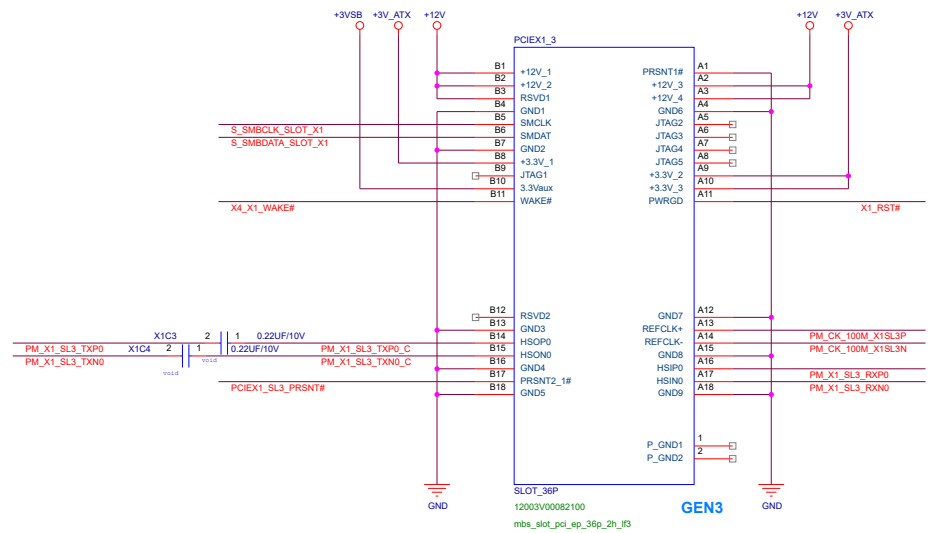 +3VSB +3V_ATX +12V +12V +3V_ATX
PCIEX1_3
B1 +12V_1 PRSNT1# A1
B2 +12V_2 +12V_3 A2
B3 RSVD1 +12V_4 A3
B4 GND1 GND6 A4
B5 SMCLK JTAG2 A5
S_SMBCLK_SLOT_X1
B6 SMDAT JTAG3 A6
S_SMBDATA_SLOT_X1
B7 GND2 JTAG4 A7
B8 +3.3V_1 JTAG5 A8
B9 JTAG1 +3.3V_2 A9
B10 3.3Vaux +3.3V_3 A10
B11 WAKE# PWRGD A11
X4_X1_WAKE# X1_RST#
B12 RSVD2 GND7 A12
B13 GND3 REFCLK+ A13
X1C3 2 1 0.22UF/10V B14 HSOP0 REFCLK- A14 PM_CK_100M_X1SL3P
PM_X1_SL3_TXP0 X1C4 2 1 0.22UF/10V PM_X1_SL3_TXP0_C B15 HSON0 GND8 A15 PM_CK_100M_X1SL3N
PM_X1_SL3_TXN0 void PM_X1_SL3_TXN0_C B16 GND4 HSIP0 A16
void B17 PRSNT2_1# HSIN0 A17 PM_X1_SL3_RXP0
PCIEX1_SL3_PRSNT# B18 GND5 GND9 A18 PM_X1_SL3_RXN0
P_GND1 1
P_GND2 2
SLOT_36P
GND 12003V00082100 GEN3 GND
mbs_slot_pci_ep_36p_2h_lf3